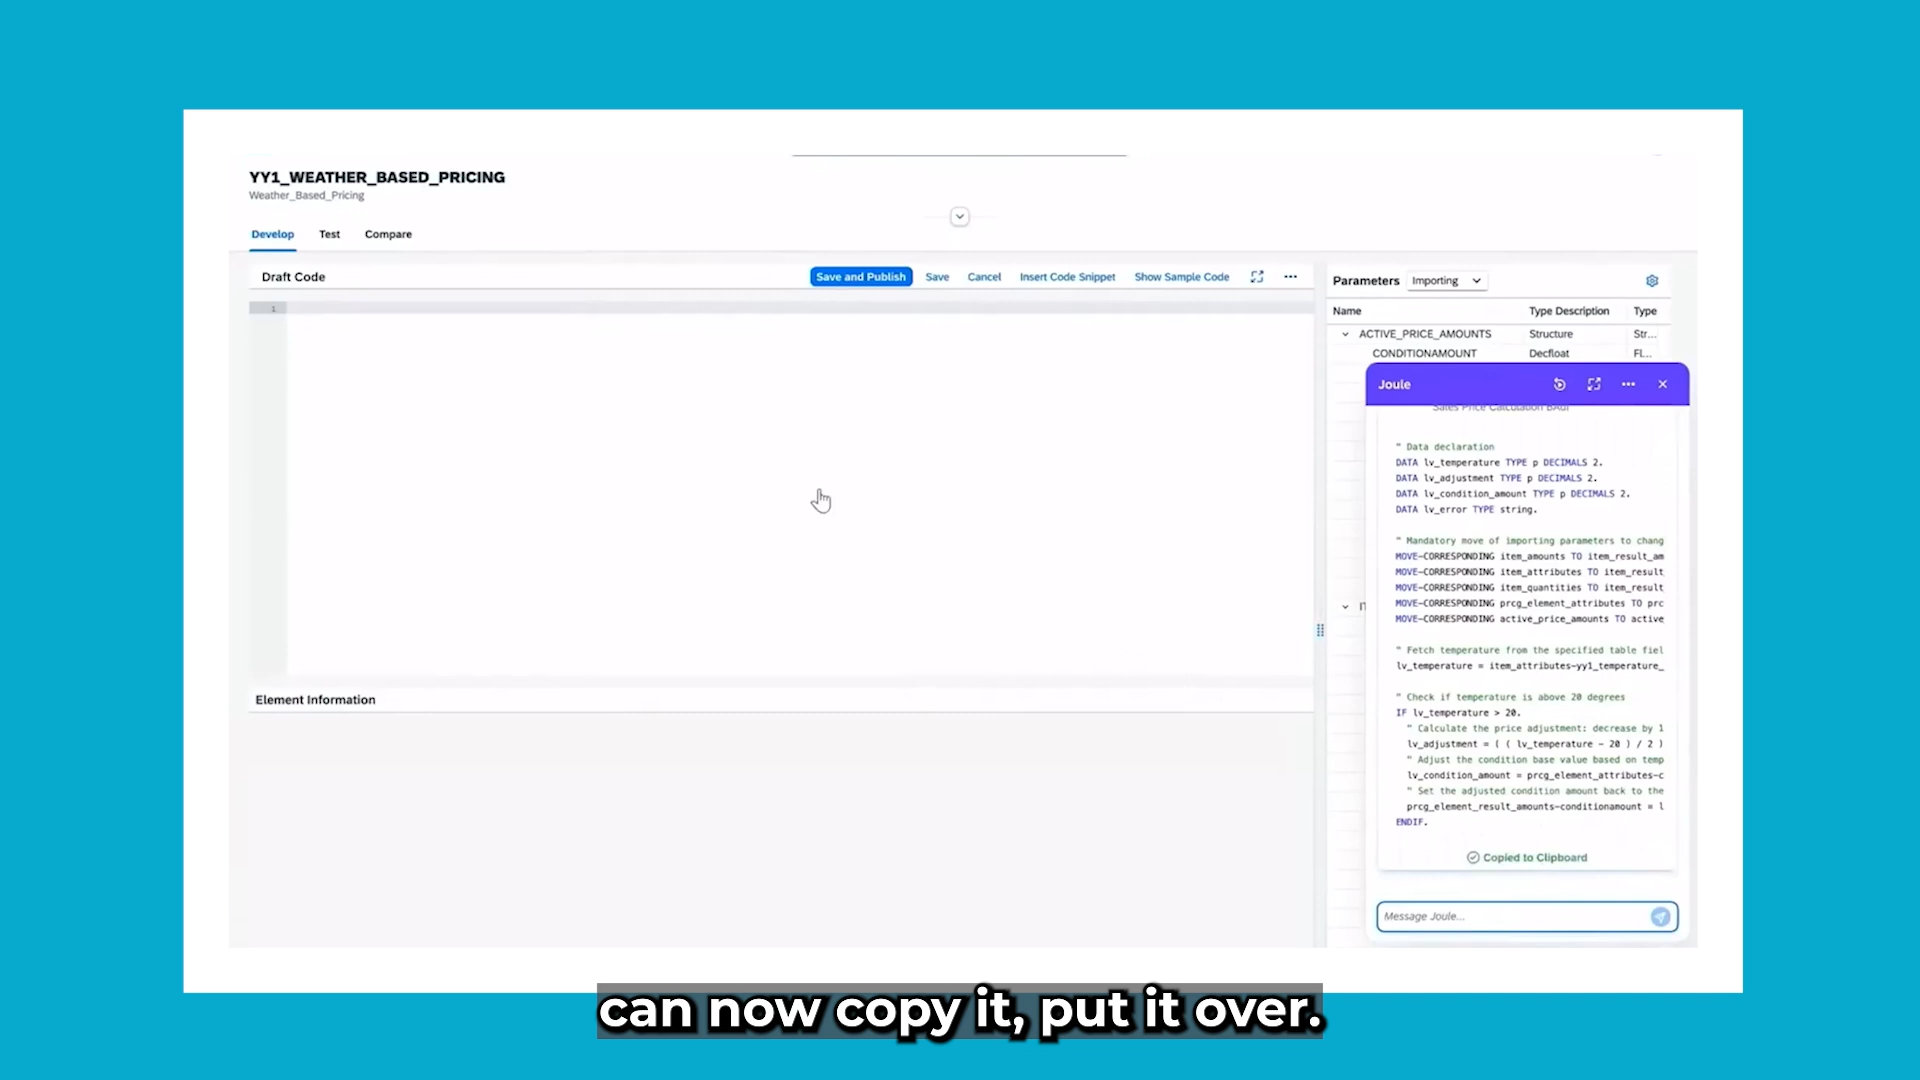 YY1_WEATHER_BASED_PRICING
Weather_Based_Pricing
Develop Test Compare
Draft Code Save and Publish Save Cancel Insert Code Snippet Show Sample Code
1
Element Information
Parameters Importing
Name Type Description Type
ACTIVE_PRICE_AMOUNTS Structure Str...
CONDITIONAMOUNT Decfloat Fl...
Joule
Sales Price Calculation BAdI
" Data declaration
DATA lv_temperature TYPE p DECIMALS 2.
DATA lv_adjustment TYPE p DECIMALS 2.
DATA lv_condition_amount TYPE p DECIMALS 2.
DATA lv_error TYPE string.
" Mandatory move of importing parameters to chang
MOVE-CORRESPONDING item_amounts TO item_result_am
MOVE-CORRESPONDING item_attributes TO item_result
MOVE-CORRESPONDING item_quantities TO item_result
MOVE-CORRESPONDING prcg_element_attributes TO prc
MOVE-CORRESPONDING active_price_amounts TO active
" Fetch temperature from the specified table fiel
lv_temperature = item_attributes-yy1_temperature_
" Check if temperature is above 20 degrees
IF lv_temperature > 20.
" Calculate the price adjustment: decrease by 1
lv_adjustment = ( ( lv_temperature - 20 ) / 2 )
" Adjust the condition base value based on temp
lv_condition_amount = prcg_element_attributes-c
" Set the adjusted condition amount back to the
prcg_element_result_amounts-conditionamount = l
ENDIF.
Copied to Clipboard
Message Joule...
can now copy it, put it over.